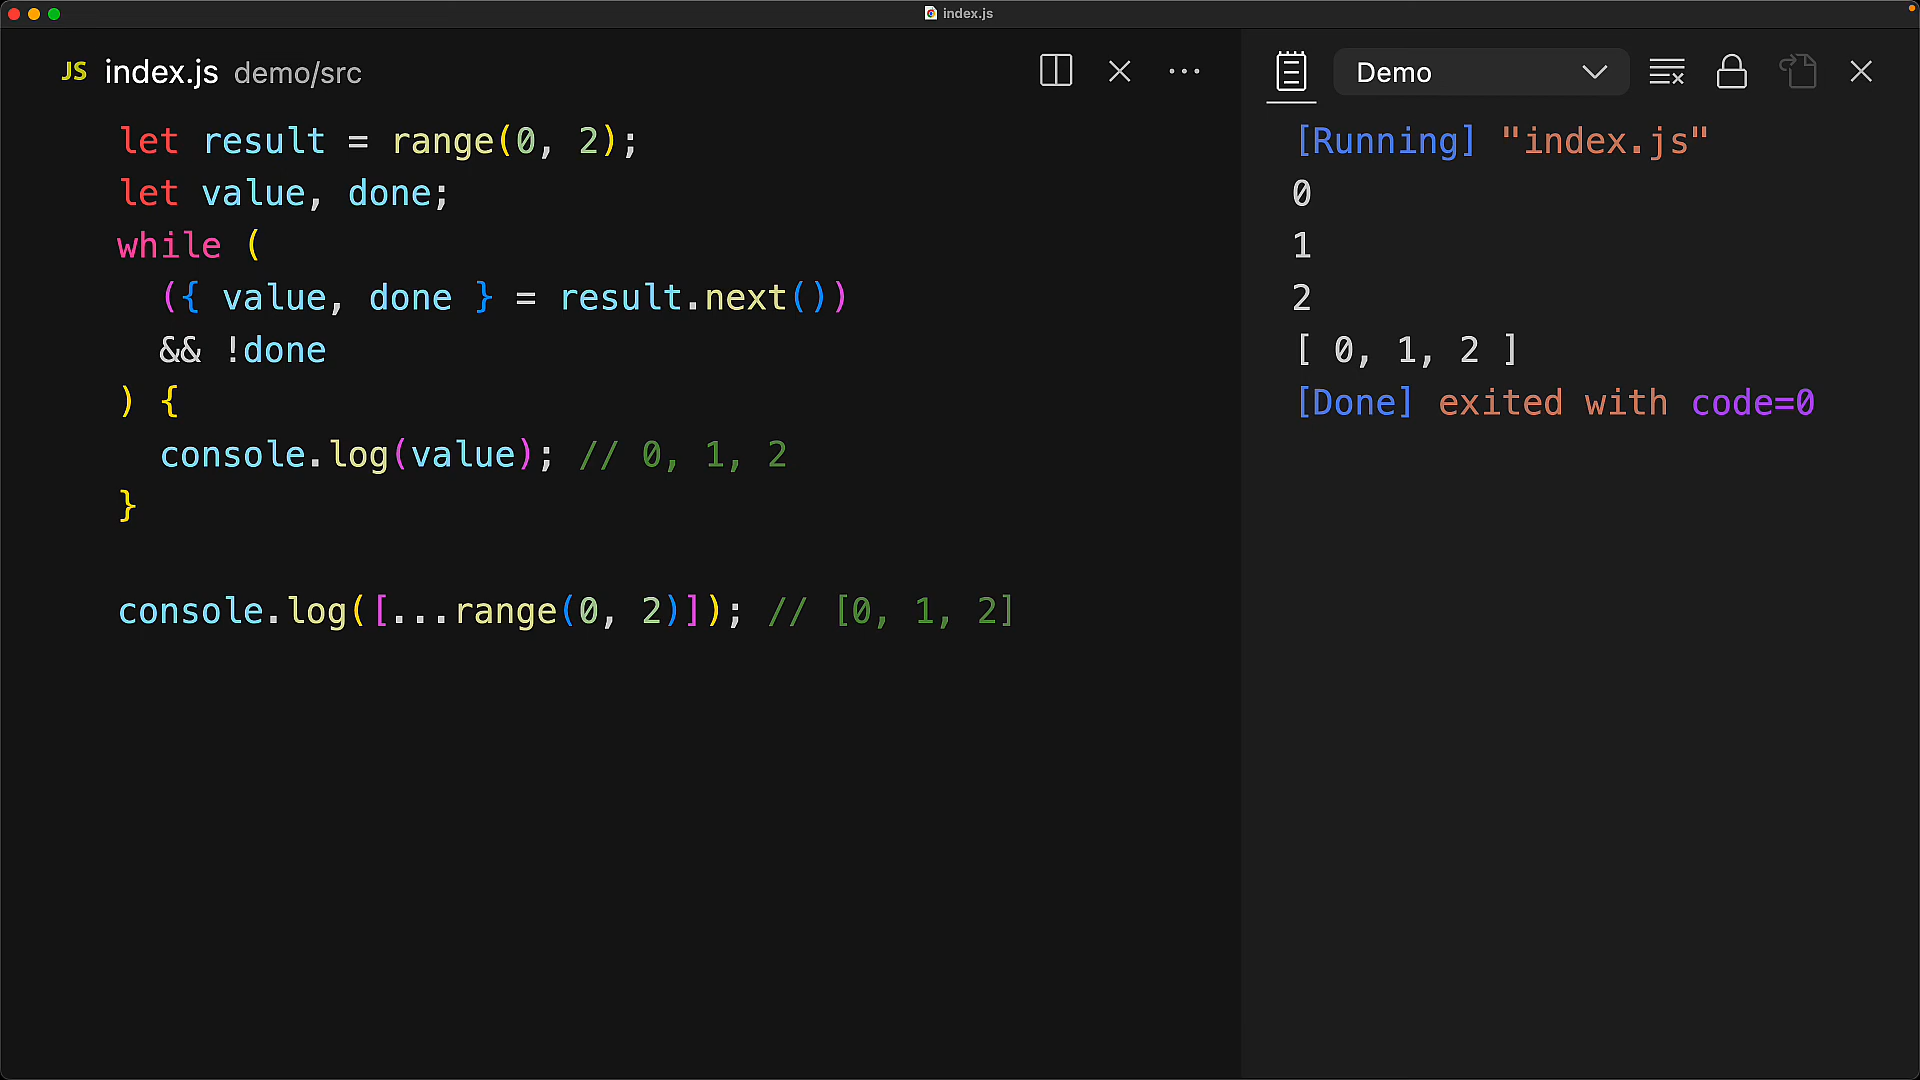 index.js
JS index.js demo/src
let result = range(0, 2);
let value, done;
while (
({ value, done } = result.next())
&& !done
) {
console.log(value); // 0, 1, 2
}
console.log([...range(0, 2)]); // [0, 1, 2]
Demo
[Running] "index.js"
0
1
2
[ 0, 1, 2 ]
[Done] exited with code=0